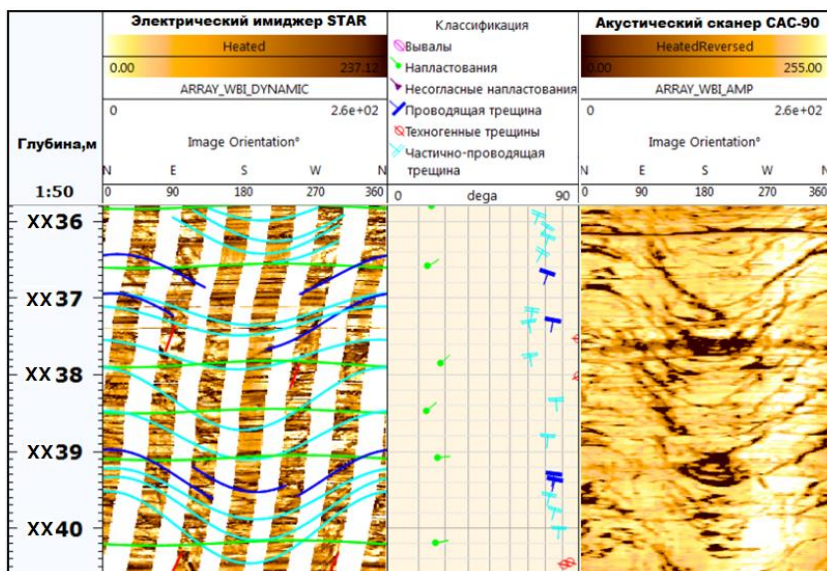 Электрический имиджер STAR
Heated
0.00 237.12
ARRAY_WBI_DYNAMIC
0 2.6e+02
Image Orientation°
N E S W N
0 90 180 270 360
Глубина,м
1:50
Классификация
Вывалы
Напластования
Несогласные напластования
Проводящая трещина
Техногенные трещины
Частично-проводящая
трещина
0 dega 90
Акустический сканер САС-90
HeatedReversed
0.00 255.00
ARRAY_WBI_AMP
0 2.6e+02
Image Orientation°
N E S W N
0 90 180 270 360
XX36
XX37
XX38
XX39
XX40